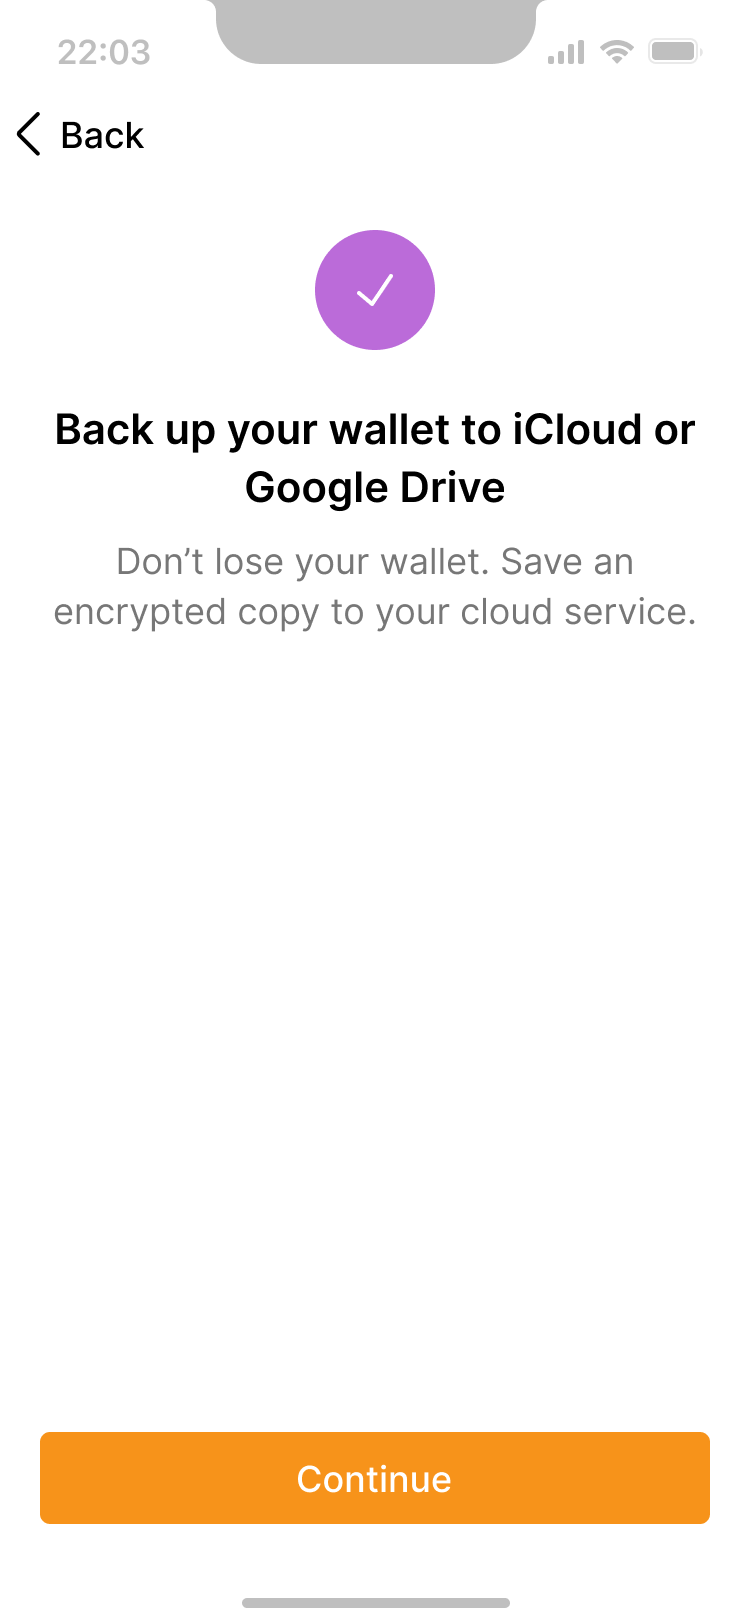 22:03
Back
Back up your wallet to iCloud or
Google Drive
Don’t lose your wallet. Save an
encrypted copy to your cloud service.
Continue